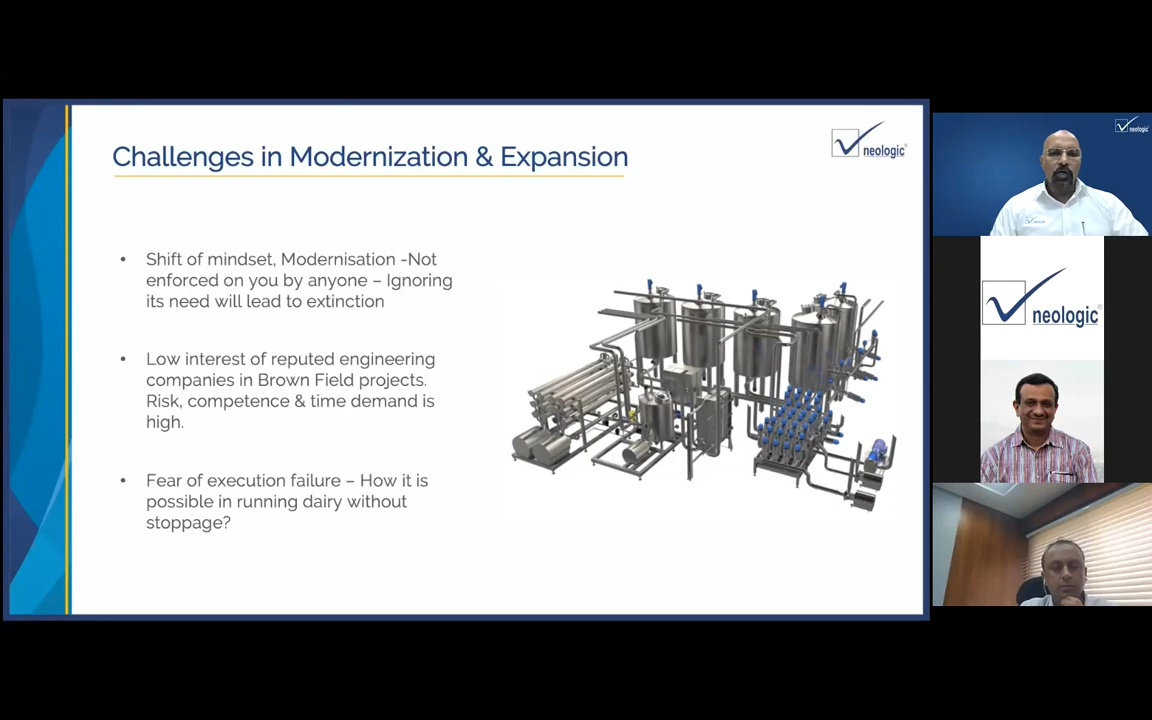 Challenges in Modernization & Expansion
neologic
• Shift of mindset, Modernisation -Not
enforced on you by anyone – Ignoring
its need will lead to extinction
• Low interest of reputed engineering
companies in Brown Field projects.
Risk, competence & time demand is
high.
• Fear of execution failure – How it is
possible in running dairy without
stoppage?
neologic
neologic